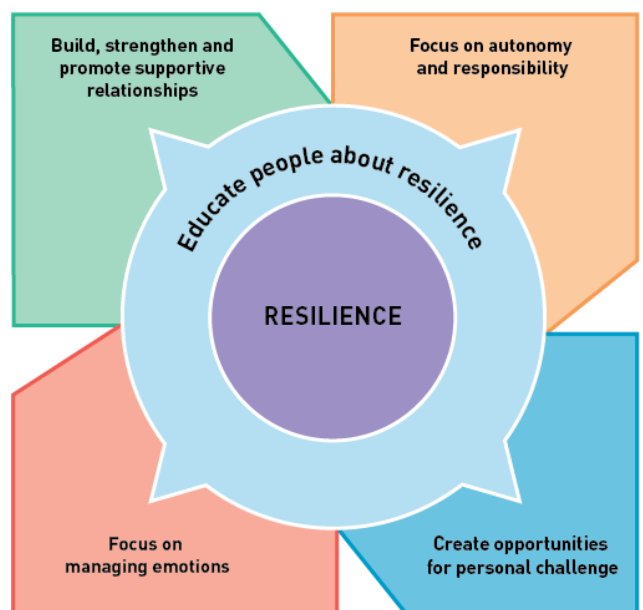 Build, strengthen and
promote supportive
relationships
Focus on autonomy
and responsibility
Educate people about resilience
RESILIENCE
Focus on
managing emotions
Create opportunities
for personal challenge